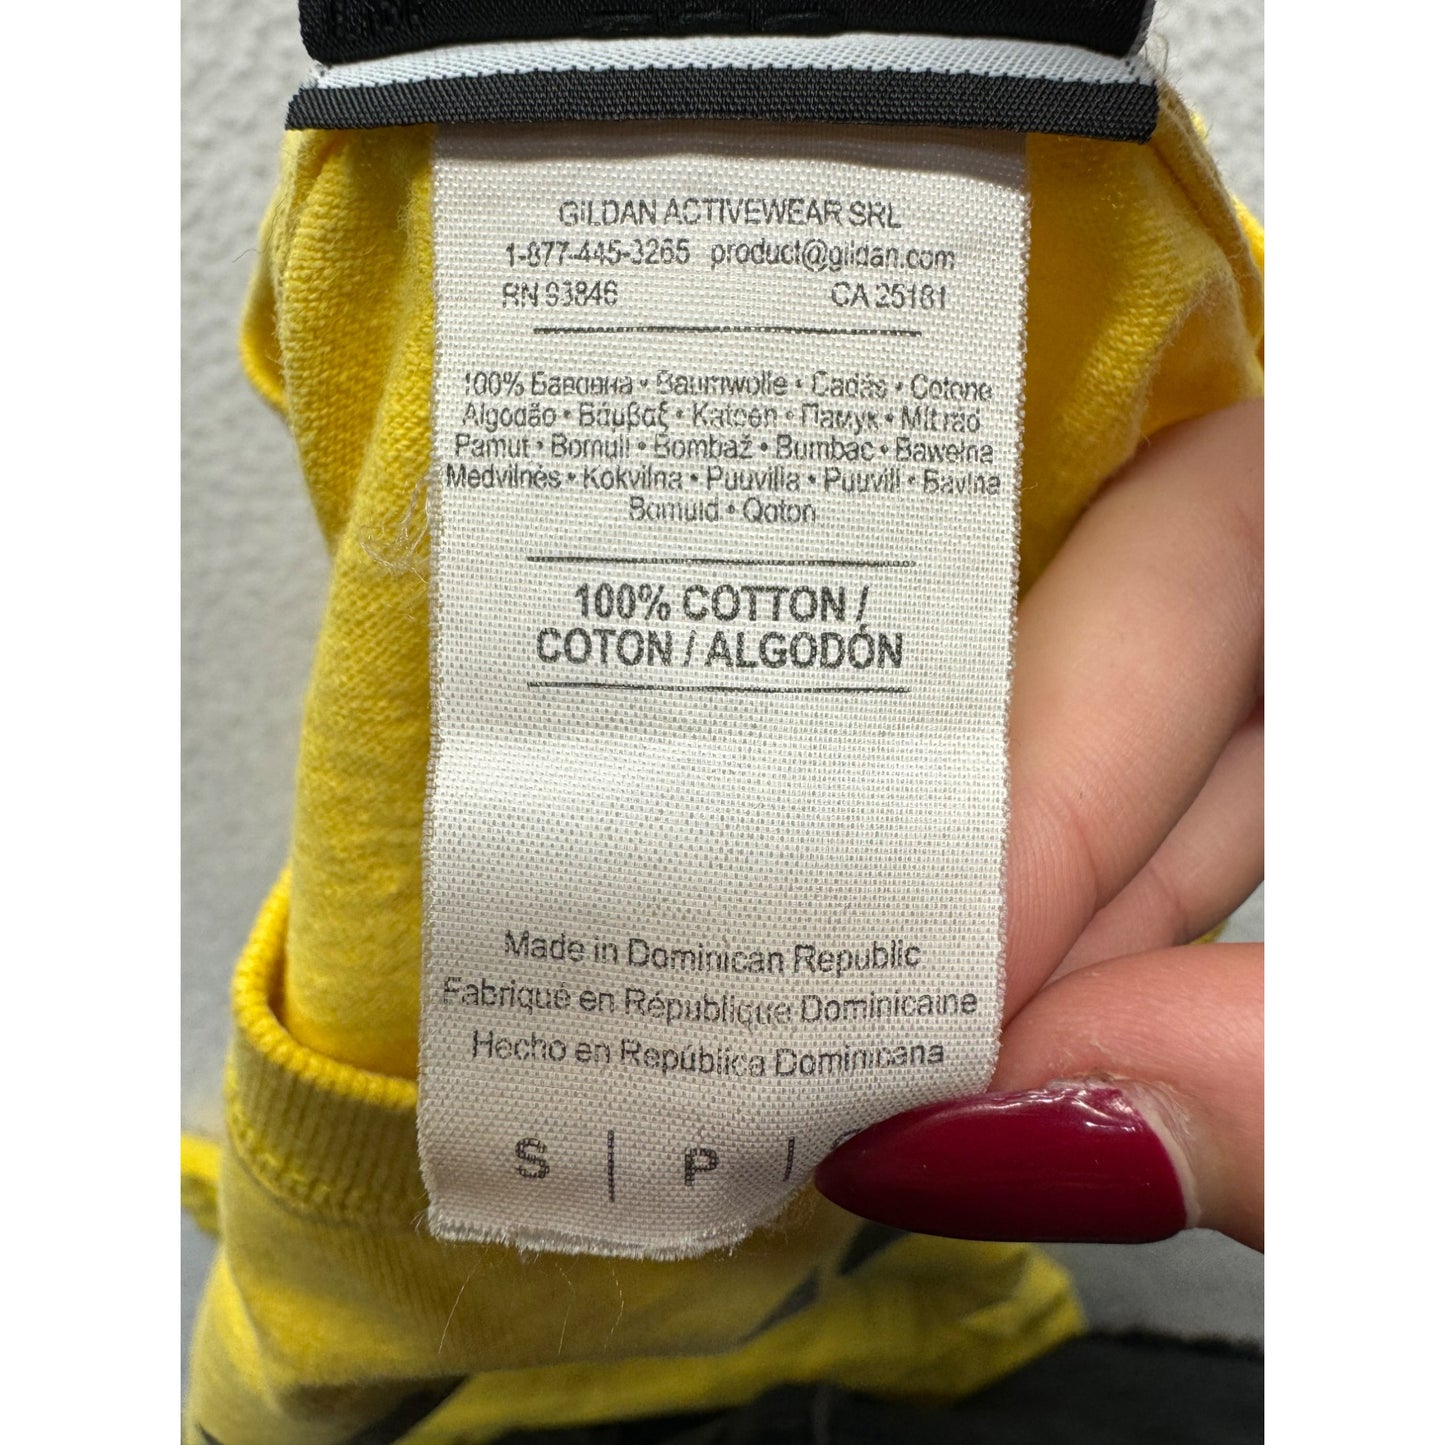 GILDAN ACTIVEWEAR SRL
1-877-445-3265 product@gildan.com
RN 93846 CA 25181
100% Бавовна • Baumwolle • Cadás • Cotone
Algodão • Βάμβαξ • Katoen • Памук • Mitrao
Pamut • Bomull • Bombaž • Bumbac • Bawełna
Medvilnės • Kokvilna • Puuvilla • Puuvill • Bavlna
Bomuld • Qoton
100% COTTON /
COTON / ALGODÓN
Made in Dominican Republic
Fabriqué en République Dominicaine
Hecho en República Dominicana
S | P |